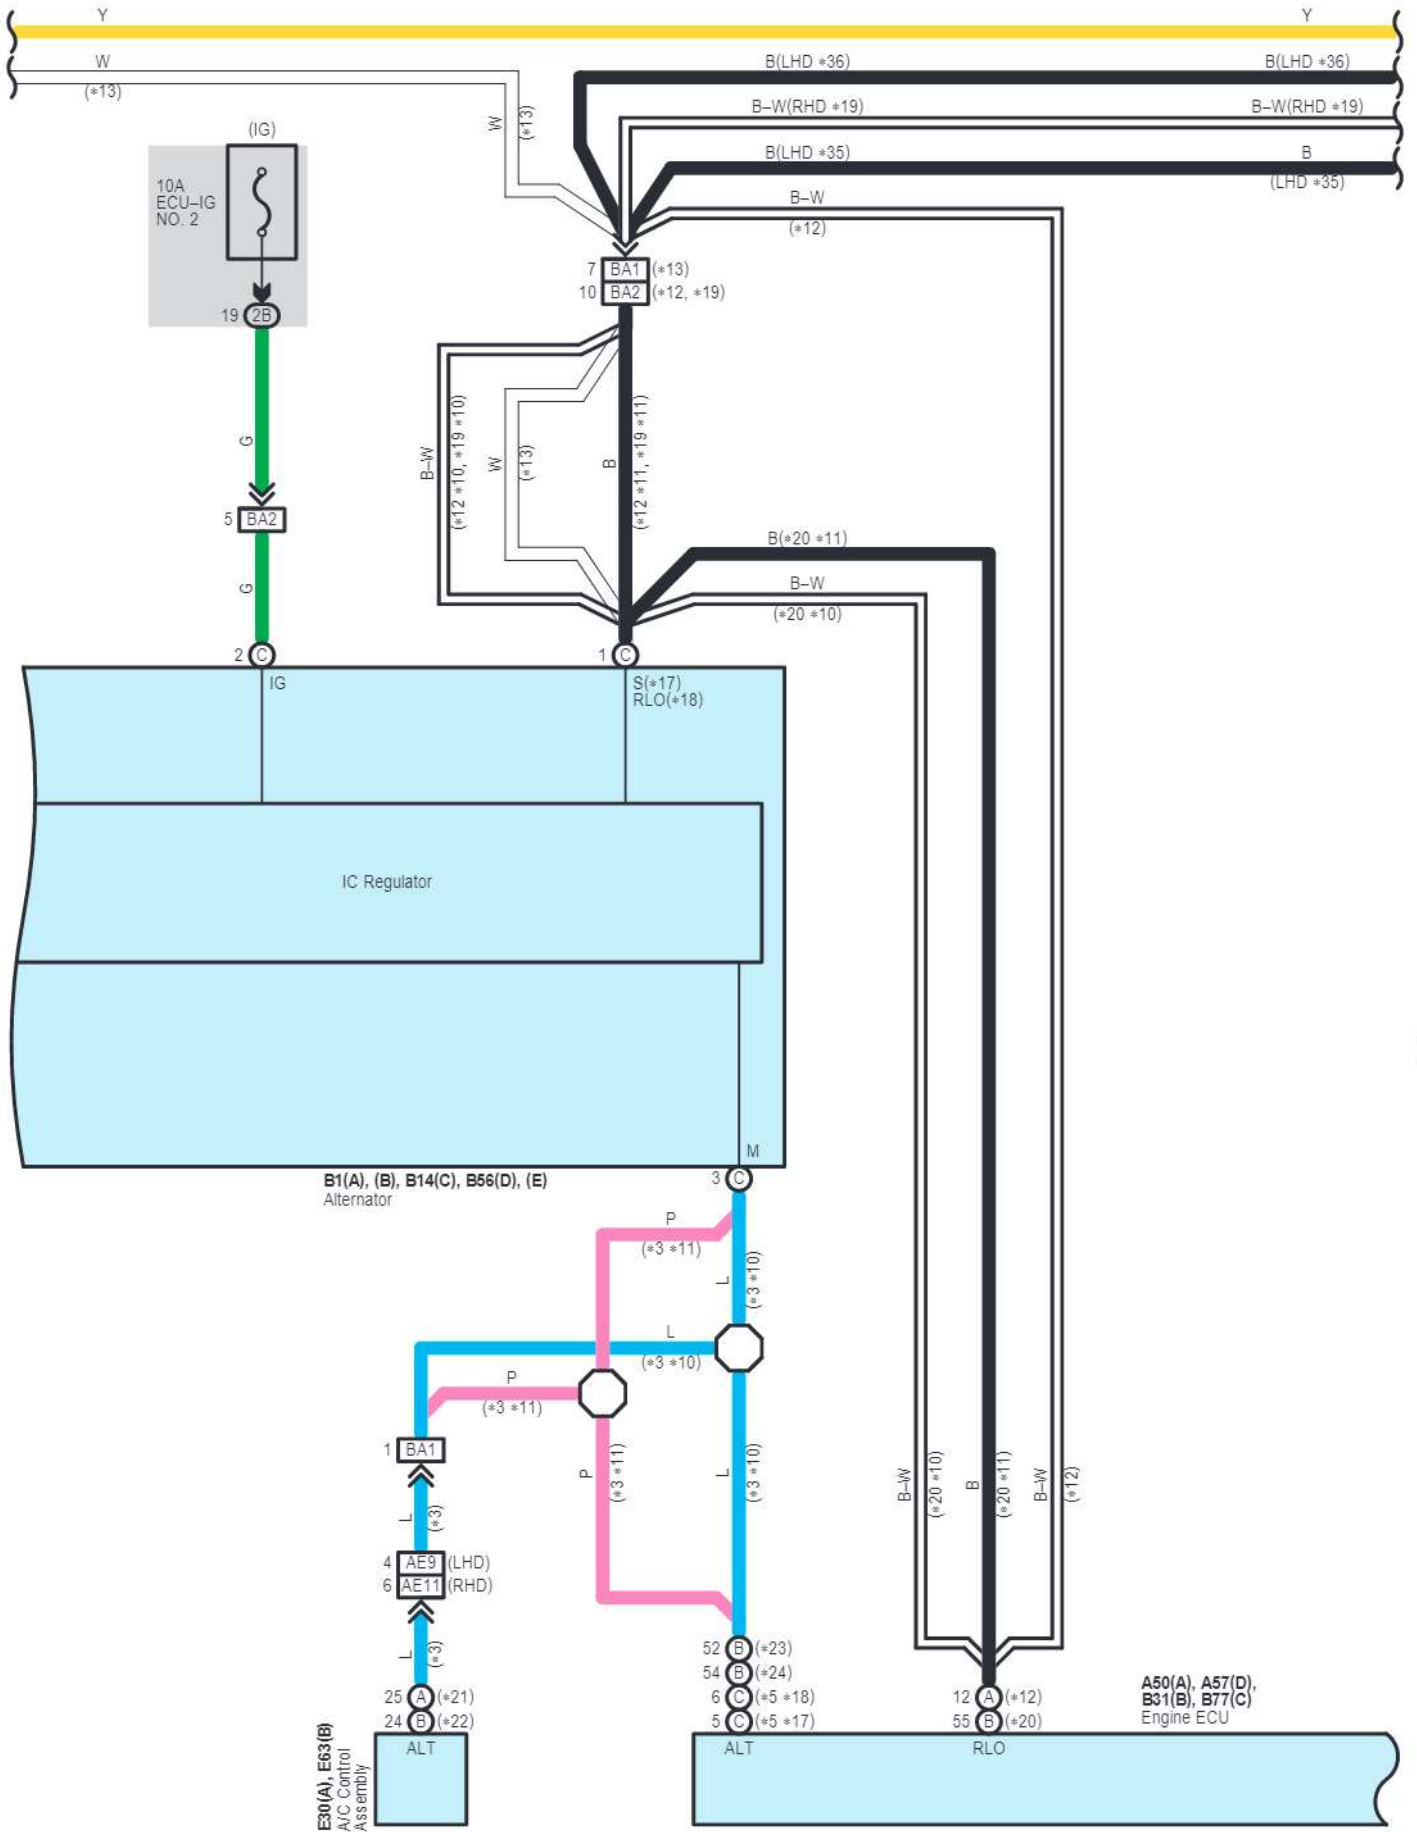 Y
Y
W
(*13)
B(LHD *36)
B(LHD *36)
B–W(RHD *19)
B–W(RHD *19)
W
(*13)
B(LHD *35)
B
(LHD *35)
B–W
(*12)
(IG)
10A
ECU–IG
NO. 2
19 2B
7 BA1 (*13)
10 BA2 (*12, *19)
G
B–W
(*12 *10, *19 *10)
W
(*13)
B
(*12 *11, *19 *11)
5 BA2
G
B(*20 *11)
B–W
(*20 *10)
2 C
1 C
IG
S(*17)
RLO(*18)
IC Regulator
M
3 C
B1(A), (B), B14(C), B56(D), (E)
Alternator
P
(*3 *11)
L
(*3 *10)
L
(*3 *10)
P
(*3 *11)
1 BA1
P
(*3 *11)
L
(*3 *10)
B–W
(*20 *10)
B
(*20 *11)
B–W
(*12)
L
(*3)
4 AE9 (LHD)
6 AE11 (RHD)
L
(*3)
52 B (*23)
54 B (*24)
6 C (*5 *18)
5 C (*5 *17)
25 A (*21)
24 B (*22)
12 A (*12)
55 B (*20)
A50(A), A57(D),
B31(B), B77(C)
Engine ECU
ALT
ALT
RLO
E30(A), E63(B)
A/C Control
Assembly